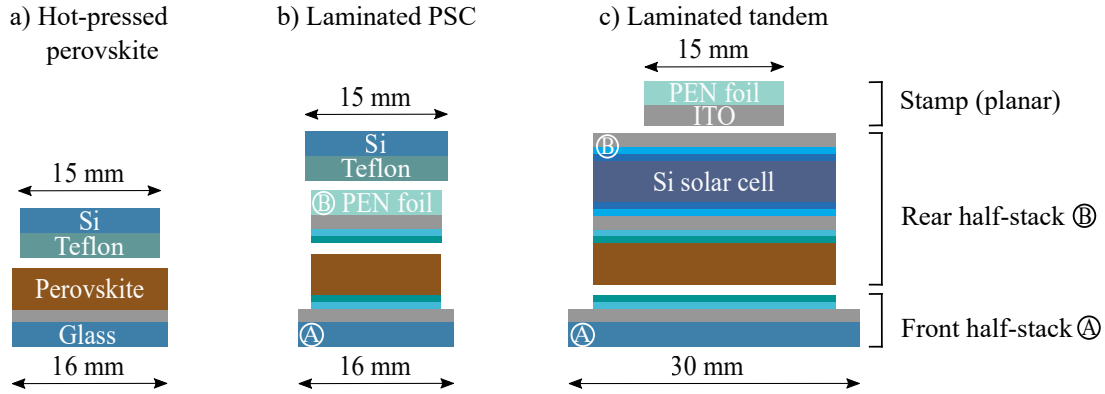 a) Hot-pressed
perovskite
15 mm
Si
Teflon
Perovskite
Glass
16 mm
b) Laminated PSC
15 mm
Si
Teflon
Ⓑ PEN foil
Ⓐ
16 mm
c) Laminated tandem
15 mm
PEN foil
ITO
Ⓑ
Si solar cell
Ⓐ
30 mm
Stamp (planar)
Rear half-stack Ⓑ
Front half-stack Ⓐ